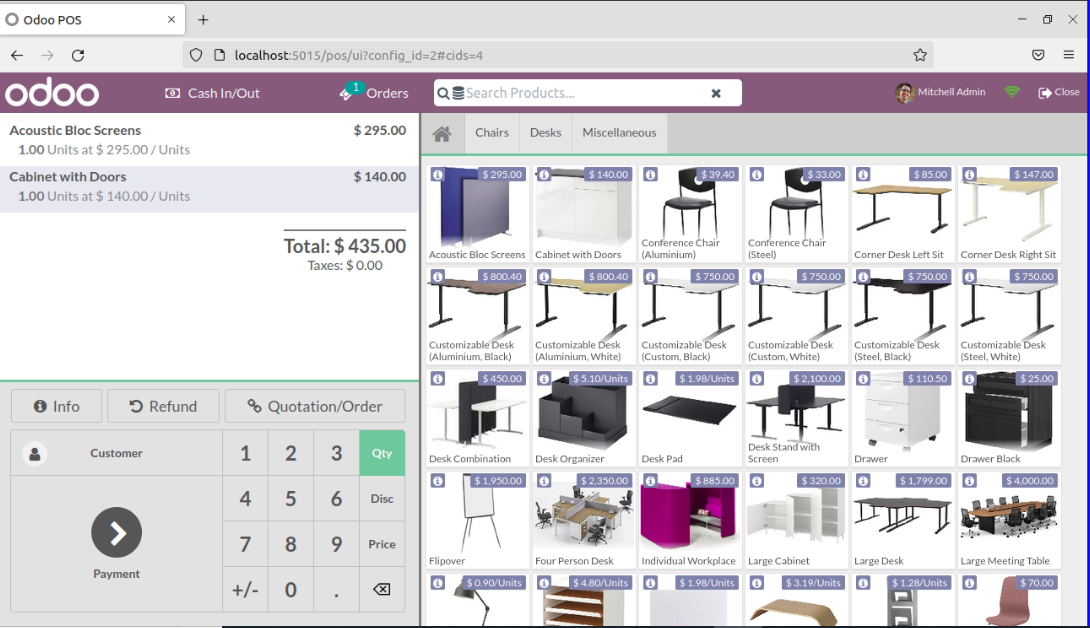 Odoo POS
localhost:5015/pos/ui?config_id=2#cids=4
odoo
Cash In/Out
1
Orders
Search Products...
Mitchell Admin
Close
Acoustic Bloc Screens $ 295.00
1.00 Units at $ 295.00 / Units
Cabinet with Doors $ 140.00
1.00 Units at $ 140.00 / Units
Total: $ 435.00
Taxes: $ 0.00
Info
Refund
Quotation/Order
Customer
1 2 3 Qty
4 5 6 Disc
7 8 9 Price
+/- 0 .
Payment
Chairs
Desks
Miscellaneous
$ 295.00
Acoustic Bloc Screens
$ 140.00
Cabinet with Doors
$ 39.40
Conference Chair
(Aluminium)
$ 33.00
Conference Chair
(Steel)
$ 85.00
Corner Desk Left Sit
$ 147.00
Corner Desk Right Sit
$ 800.40
Customizable Desk
(Aluminium, Black)
$ 800.40
Customizable Desk
(Aluminium, White)
$ 750.00
Customizable Desk
(Custom, Black)
$ 750.00
Customizable Desk
(Custom, White)
$ 750.00
Customizable Desk
(Steel, Black)
$ 750.00
Customizable Desk
(Steel, White)
$ 450.00
Desk Combination
$ 5.10/Units
Desk Organizer
$ 1.98/Units
Desk Pad
$ 2,100.00
Desk Stand with
Screen
$ 110.50
Drawer
$ 25.00
Drawer Black
$ 1,950.00
Flipover
$ 2,350.00
Four Person Desk
$ 885.00
Individual Workplace
$ 320.00
Large Cabinet
$ 1,799.00
Large Desk
$ 4,000.00
Large Meeting Table
$ 0.90/Units
$ 4.80/Units
$ 1.98/Units
$ 3.19/Units
$ 1.28/Units
$ 70.00